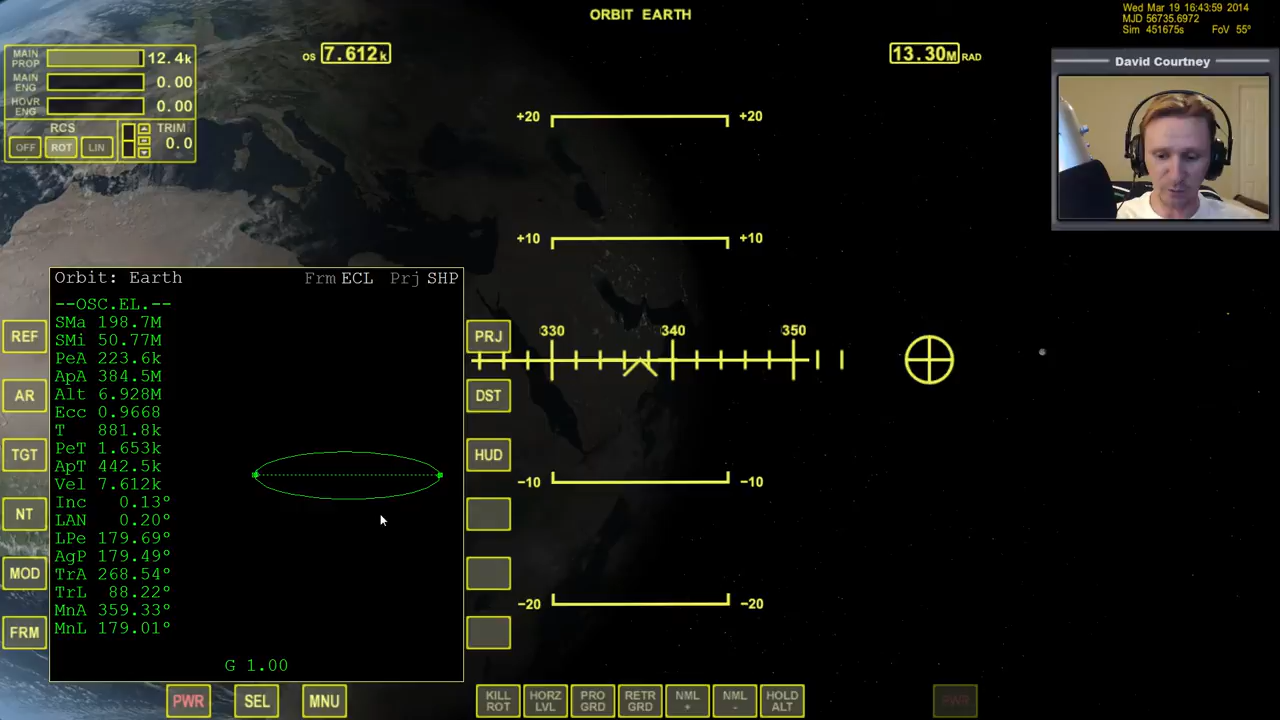 ORBIT EARTH
Wed Mar 19 16:43:59 2014
MJD 56735.6972
Sim 451675s FoV 55°
MAIN PROP 12.4k
MAIN ENG 0.00
HOVR ENG 0.00
RCS TRIM
OFF ROT LIN 0.0
OS 7.612k
13.30M RAD
David Courtney
+20 +20
+10 +10
330 340 350
-10 -10
-20 -20
Orbit: Earth Frm ECL Prj SHP
--OSC.EL.--
SMa 198.7M
SMi 50.77M
PeA 223.6k
ApA 384.5M
Alt 6.928M
Ecc 0.9668
T 881.8k
PeT 1.653k
ApT 442.5k
Vel 7.612k
Inc 0.13°
LAN 0.20°
LPe 179.69°
AgP 179.49°
TrA 268.54°
TrL 88.22°
MnA 359.33°
MnL 179.01°
G 1.00
REF
AR
TGT
NT
MOD
FRM
PRJ
DST
HUD
PWR SEL MNU
KILL ROT
HORZ LVL
PRO GRD
RETR GRD
NML +
NML -
HOLD ALT
PWR